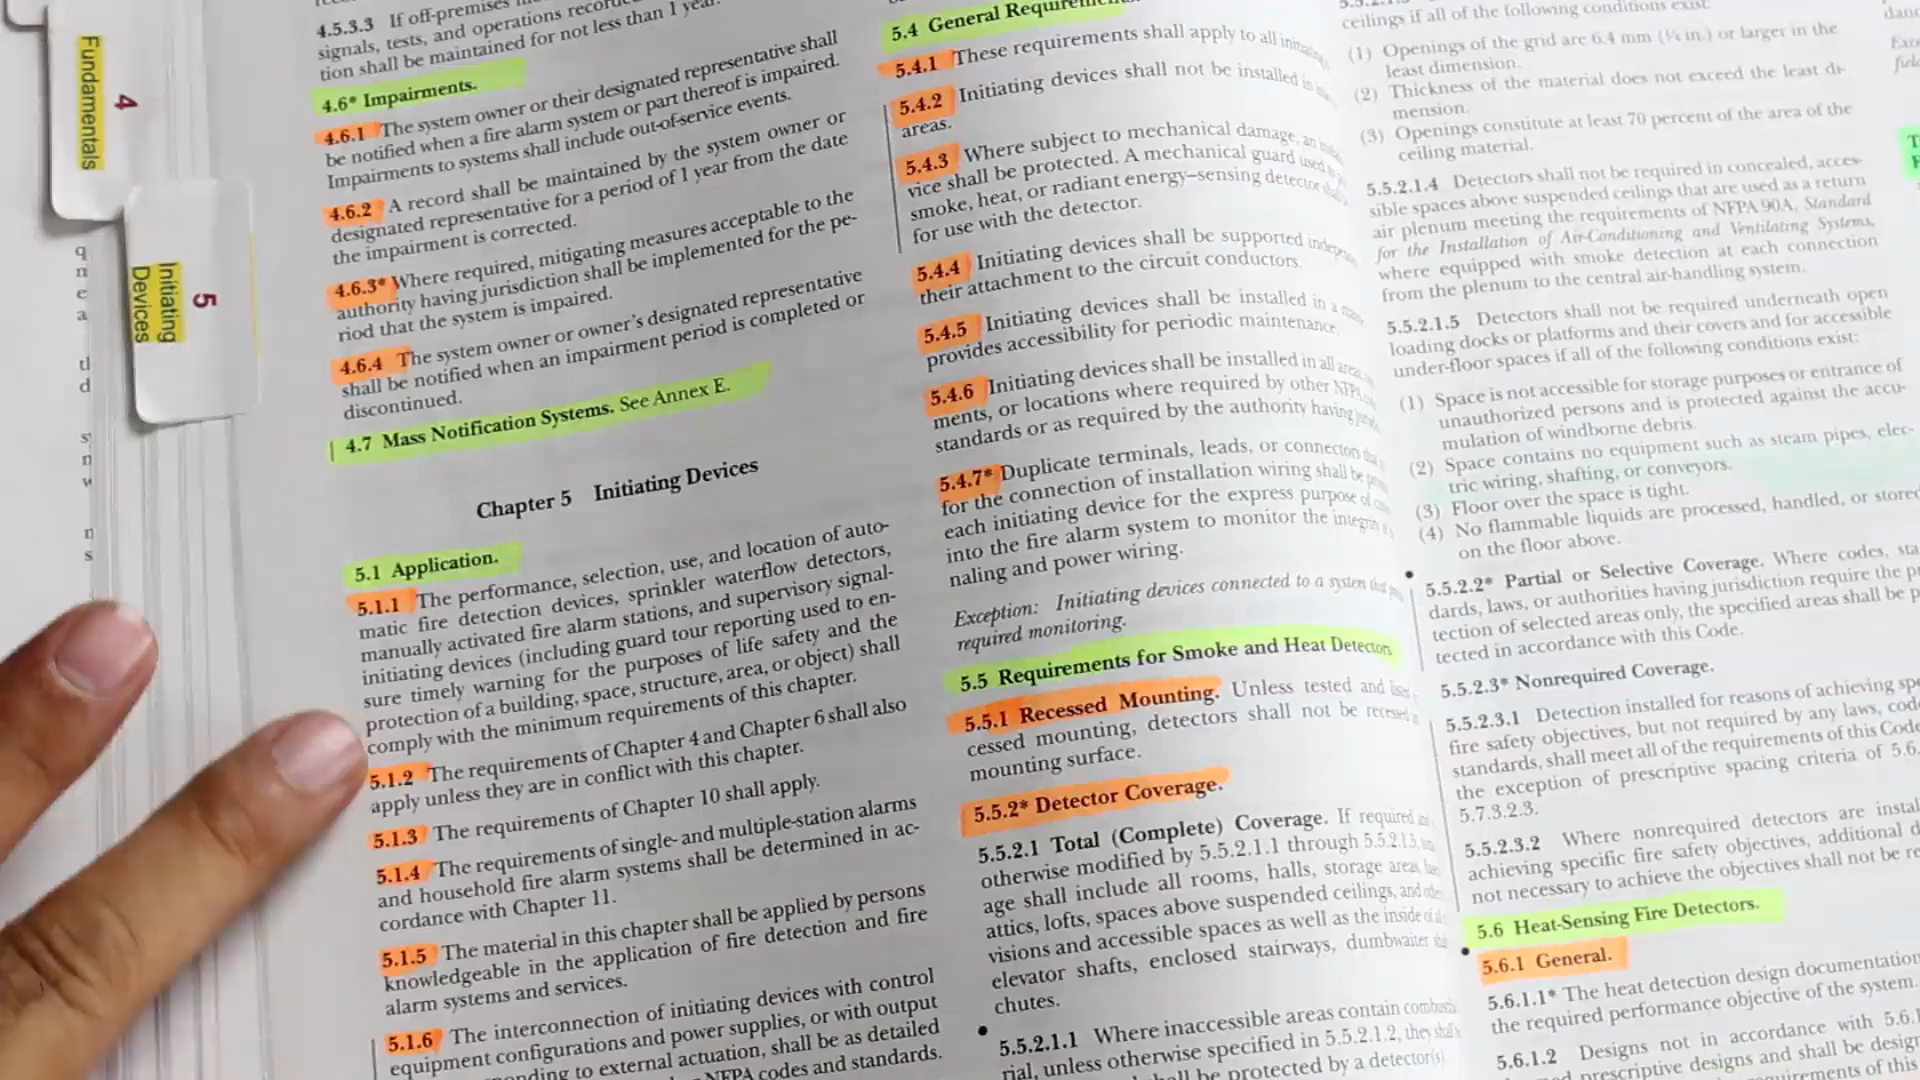 4
Fundamentals
5
Initiating
Devices
4.5.3.3 If off-premises
signals, tests, and operations
tion shall be maintained for not less than 1 year.
4.6* Impairments.
4.6.1 The system owner or their designated representative shall
be notified when a fire alarm system or part thereof is impaired.
Impairments to systems shall include out-of-service events.
4.6.2 A record shall be maintained by the system owner or
designated representative for a period of 1 year from the date
the impairment is corrected.
4.6.3* Where required, mitigating measures acceptable to the
authority having jurisdiction shall be implemented for the pe-
riod that the system is impaired.
4.6.4 The system owner or owner's designated representative
shall be notified when an impairment period is completed or
discontinued.
4.7 Mass Notification Systems. See Annex E.
Chapter 5 Initiating Devices
5.1 Application.
5.1.1 The performance, selection, use, and location of auto-
matic fire detection devices, sprinkler waterflow detectors,
manually activated fire alarm stations, and supervisory signal-
initiating devices (including guard tour reporting used to en-
sure timely warning for the purposes of life safety and the
protection of a building, space, structure, area, or object) shall
comply with the minimum requirements of this chapter.
5.1.2 The requirements of Chapter 4 and Chapter 6 shall also
apply unless they are in conflict with this chapter.
5.1.3 The requirements of Chapter 10 shall apply.
5.1.4 The requirements of single- and multiple-station alarms
and household fire alarm systems shall be determined in ac-
cordance with Chapter 11.
5.1.5 The material in this chapter shall be applied by persons
knowledgeable in the application of fire detection and fire
alarm systems and services.
5.1.6 The interconnection of initiating devices with control
equipment configurations and power supplies, or with output
to external actuation, shall be as detailed
NFPA codes and standards.
5.4 General
5.4.1 These requirements shall apply to all
5.4.2 Initiating devices shall not be installed in
areas.
5.4.3 Where subject to mechanical damage, an
vice shall be protected. A mechanical guard used
smoke, heat, or radiant energy–sensing detector
for use with the detector.
5.4.4 Initiating devices shall be supported
their attachment to the circuit conductors.
5.4.5 Initiating devices shall be installed in a
provides accessibility for periodic maintenance.
5.4.6 Initiating devices shall be installed in all
ments, or locations where required by other NFPA
standards or as required by the authority having
5.4.7* Duplicate terminals, leads, or connectors
for the connection of installation wiring shall be
each initiating device for the express purpose of
into the fire alarm system to monitor the integrity
naling and power wiring.
Exception: Initiating devices connected to a system that
required monitoring.
5.5 Requirements for Smoke and Heat Detectors
5.5.1 Recessed Mounting. Unless tested and
cessed mounting, detectors shall not be
mounting surface.
5.5.2* Detector Coverage.
5.5.2.1 Total (Complete) Coverage. If required
otherwise modified by 5.5.2.1.1 through 5.5.2.1.5,
age shall include all rooms, halls, storage areas,
attics, lofts, spaces above suspended ceilings, and
visions and accessible spaces as well as the inside of
elevator shafts, enclosed stairways, dumbwaiter
chutes.
5.5.2.1.1 Where inaccessible areas contain
rial, unless otherwise specified in 5.5.2.1.2, they
be protected by a detector(s).
ceilings if all of the following conditions exist:
(1) Openings of the grid are 6.4 mm (¼ in.) or larger in the
least dimension.
(2) Thickness of the material does not exceed the least di-
mension.
(3) Openings constitute at least 70 percent of the area of the
ceiling material.
5.5.2.1.4 Detectors shall not be required in concealed, acces-
sible spaces above suspended ceilings that are used as a return
air plenum meeting the requirements of NFPA 90A, Standard
for the Installation of Air-Conditioning and Ventilating Systems,
where equipped with smoke detection at each connection
from the plenum to the central air-handling system.
5.5.2.1.5 Detectors shall not be required underneath open
loading docks or platforms and their covers and for accessible
under-floor spaces if all of the following conditions exist:
(1) Space is not accessible for storage purposes or entrance of
unauthorized persons and is protected against the accu-
mulation of windborne debris.
(2) Space contains no equipment such as steam pipes, elec-
tric wiring, shafting, or conveyors.
(3) Floor over the space is tight.
(4) No flammable liquids are processed, handled, or stored
on the floor above.
5.5.2.2* Partial or Selective Coverage. Where codes,
dards, laws, or authorities having jurisdiction require the
tection of selected areas only, the specified areas shall be
tected in accordance with this Code.
5.5.2.3* Nonrequired Coverage.
5.5.2.3.1 Detection installed for reasons of achieving
fire safety objectives, but not required by any laws,
standards, shall meet all of the requirements of this Code
the exception of prescriptive spacing criteria of 5.6.
5.7.3.2.3.
5.5.2.3.2 Where nonrequired detectors are
achieving specific fire safety objectives, additional
not necessary to achieve the objectives shall not be
5.6 Heat-Sensing Fire Detectors.
5.6.1 General.
5.6.1.1* The heat detection design documentation
the required performance objective of the system.
5.6.1.2 Designs not in accordance with 5.6.1
prescriptive designs and shall be
of this